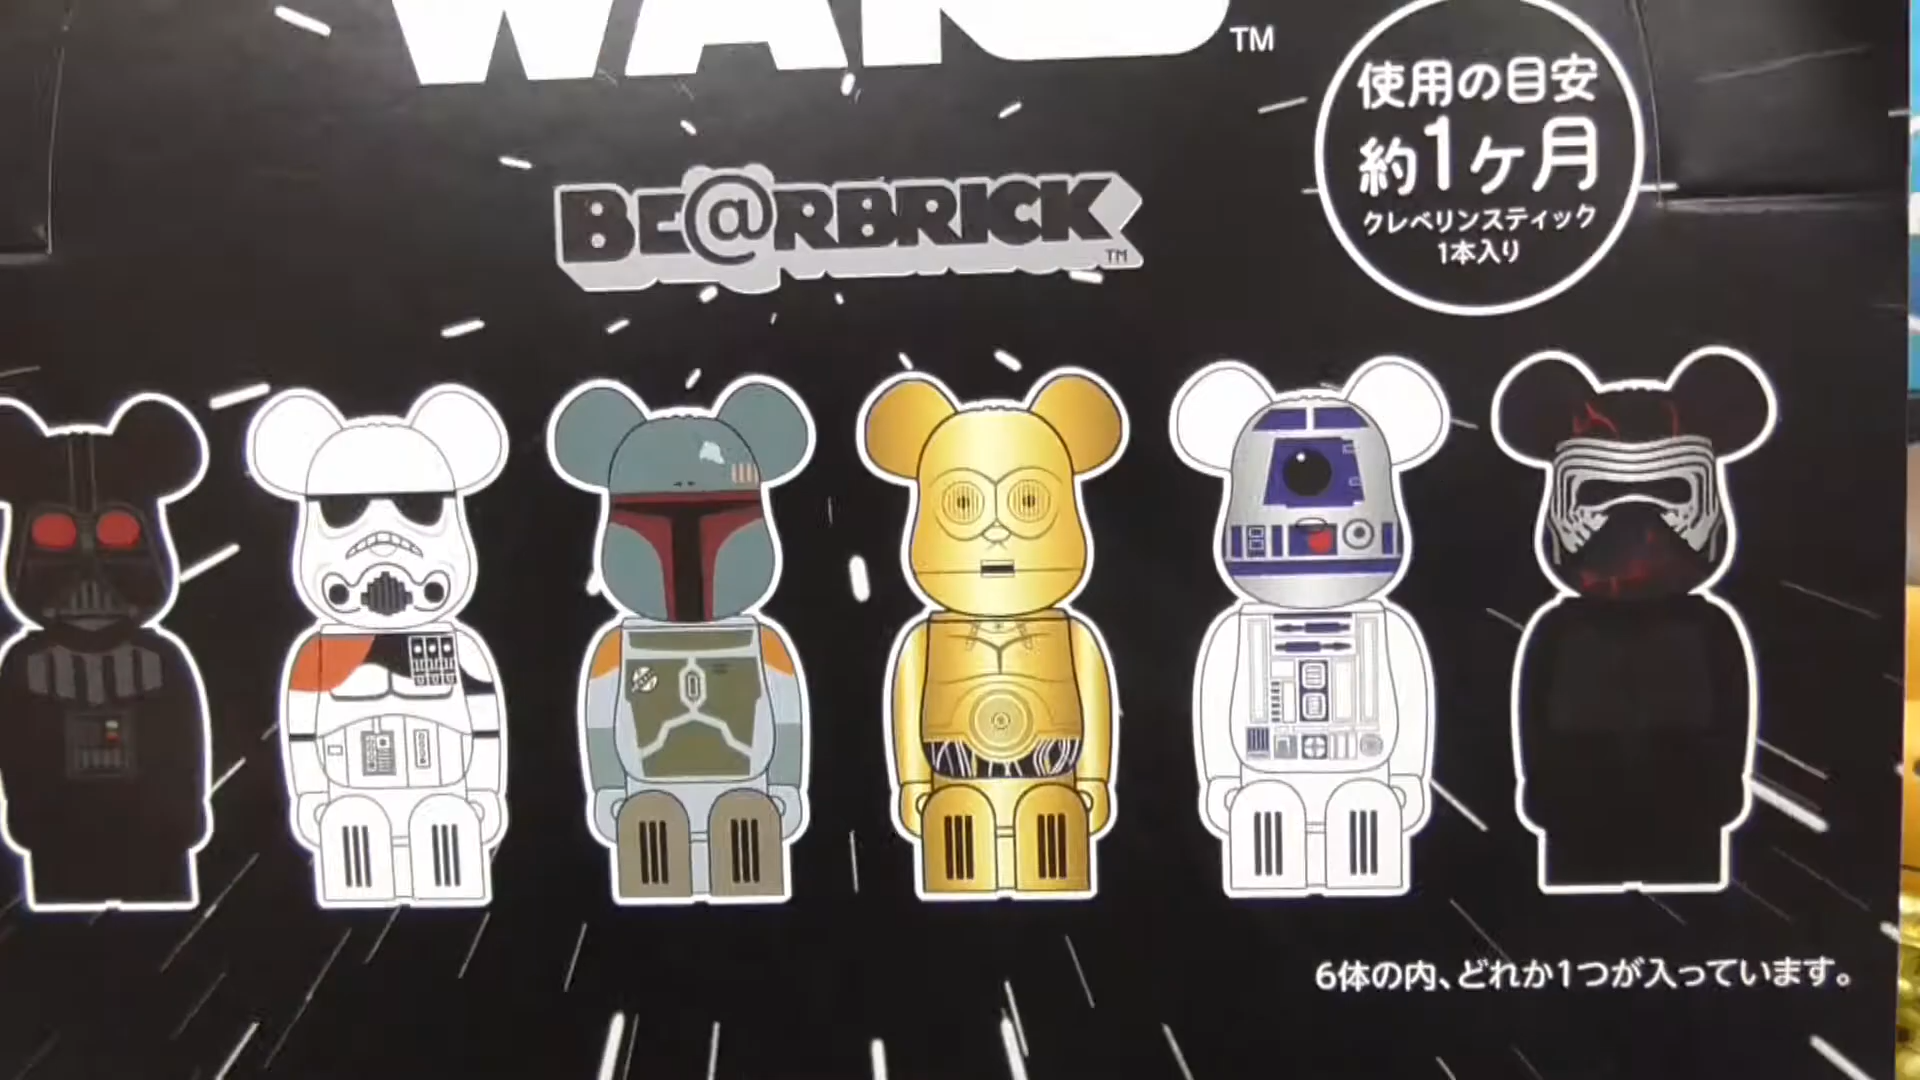 WARS™
BE@RBRICK™
使用の目安
約1ヶ月
クレベリンスティック
1本入り
6体の内、どれか1つが入っています。